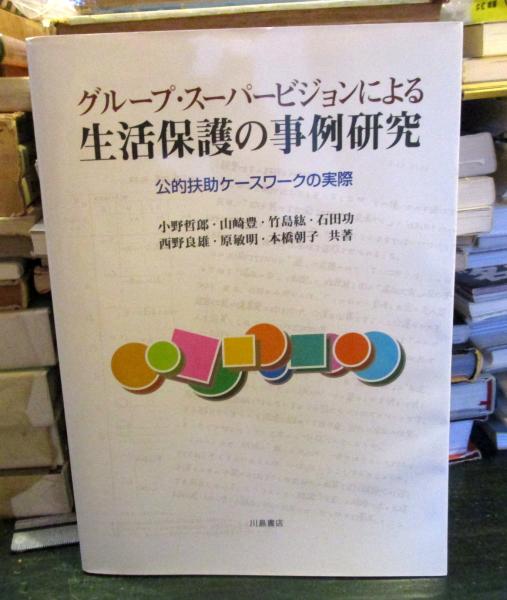 グループ・スーパービジョンによる
生活保護の事例研究
公的扶助ケースワークの実際
小野哲郎・山崎豊・竹島紘・石田功
西野良雄・原敏明・本橋朝子 共著
川島書店